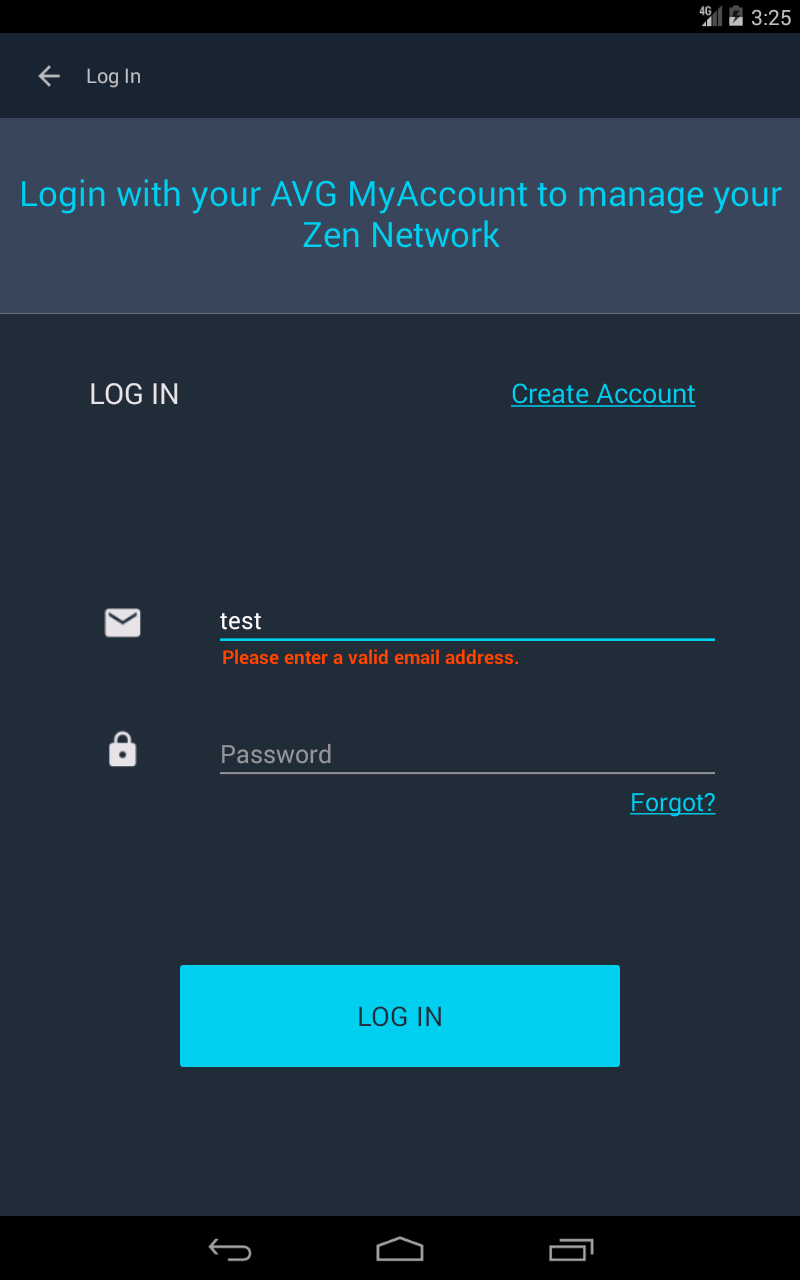 4G 3:25
Log In
Login with your AVG MyAccount to manage your
Zen Network
LOG IN Create Account
test
Please enter a valid email address.
Password
Forgot?
LOG IN